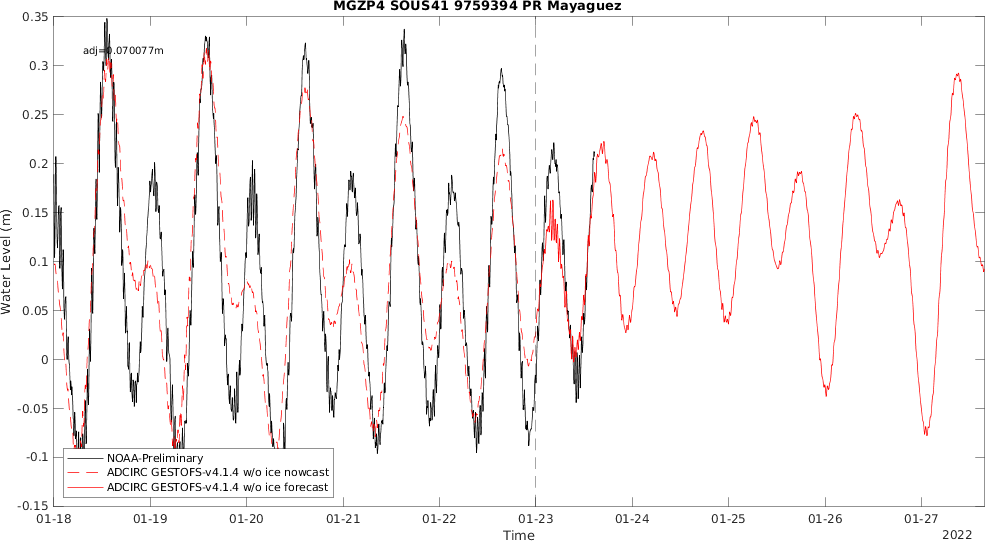 MGZP4 SOUS41 9759394 PR Mayaguez
adj=0.070077m
Water Level (m)
0.35
0.3
0.25
0.2
0.15
0.1
0.05
0
-0.05
-0.1
-0.15
NOAA-Preliminary
ADCIRC GESTOFS-v4.1.4 w/o ice nowcast
ADCIRC GESTOFS-v4.1.4 w/o ice forecast
01-18 01-19 01-20 01-21 01-22 01-23 01-24 01-25 01-26 01-27
Time
2022